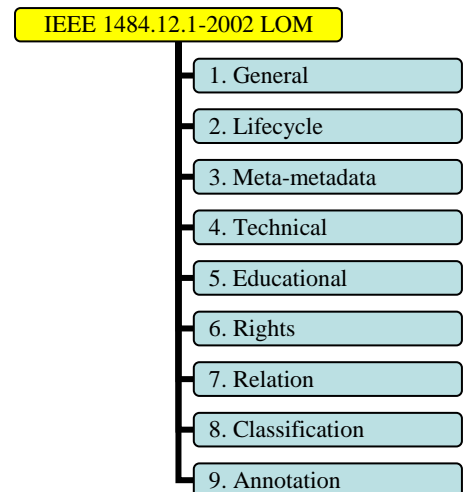 IEEE 1484.12.1-2002 LOM
1. General
2. Lifecycle
3. Meta-metadata
4. Technical
5. Educational
6. Rights
7. Relation
8. Classification
9. Annotation